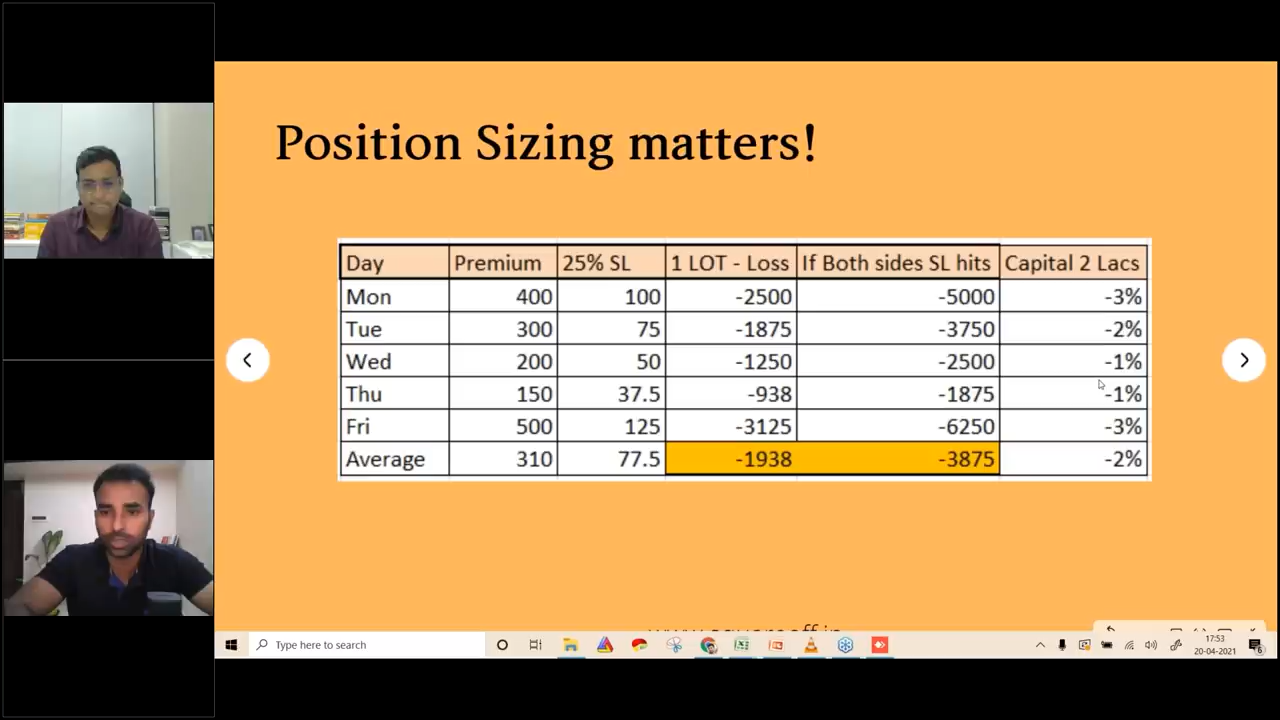 Position Sizing matters!
Day Premium 25% SL 1 LOT - Loss If Both sides SL hits Capital 2 Lacs
Mon 400 100 -2500 -5000 -3%
Tue 300 75 -1875 -3750 -2%
Wed 200 50 -1250 -2500 -1%
Thu 150 37.5 -938 -1875 -1%
Fri 500 125 -3125 -6250 -3%
Average 310 77.5 -1938 -3875 -2%
Type here to search
17:53
20-04-2021
6